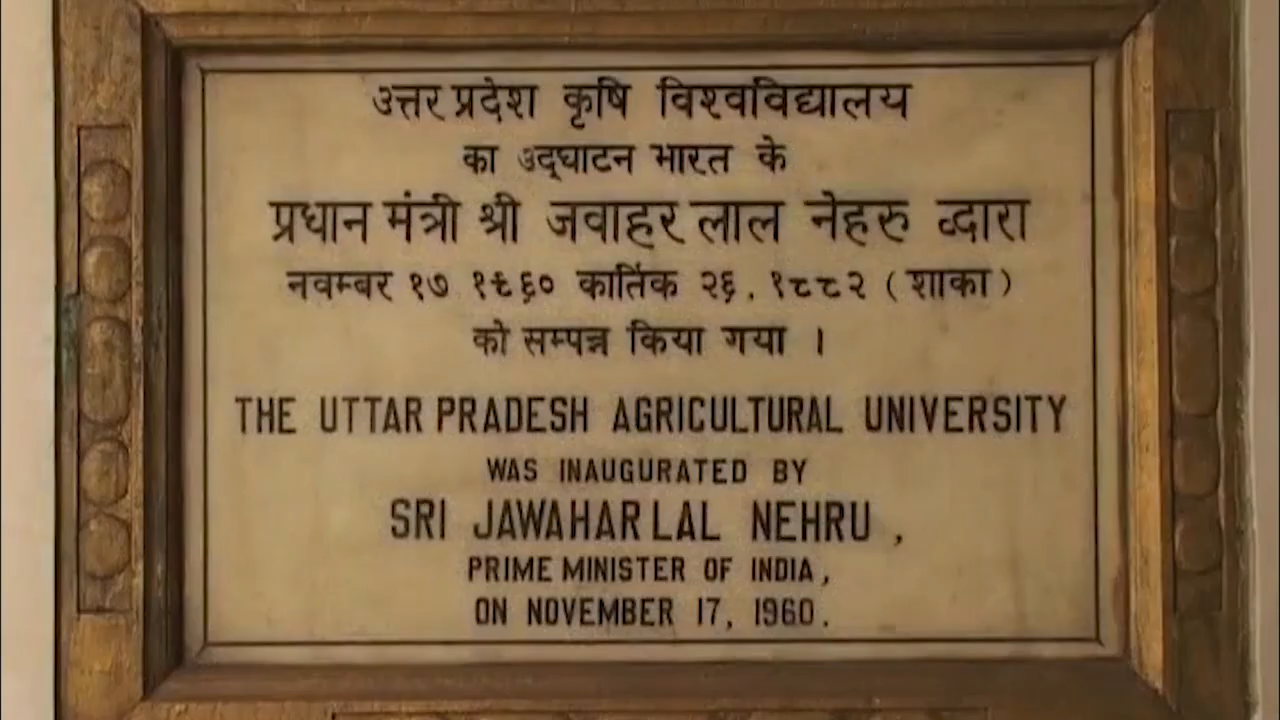 उत्तर प्रदेश कृषि विश्वविद्यालय
का उद्‌घाटन भारत के
प्रधान मंत्री श्री जवाहर लाल नेहरु द्वारा
नवम्बर १७ १९६० कार्तिक २६, १८८२ (शाका)
को सम्पन्न किया गया ।
THE UTTAR PRADESH AGRICULTURAL UNIVERSITY
WAS INAUGURATED BY
SRI JAWAHARLAL NEHRU ,
PRIME MINISTER OF INDIA ,
ON NOVEMBER 17, 1960.